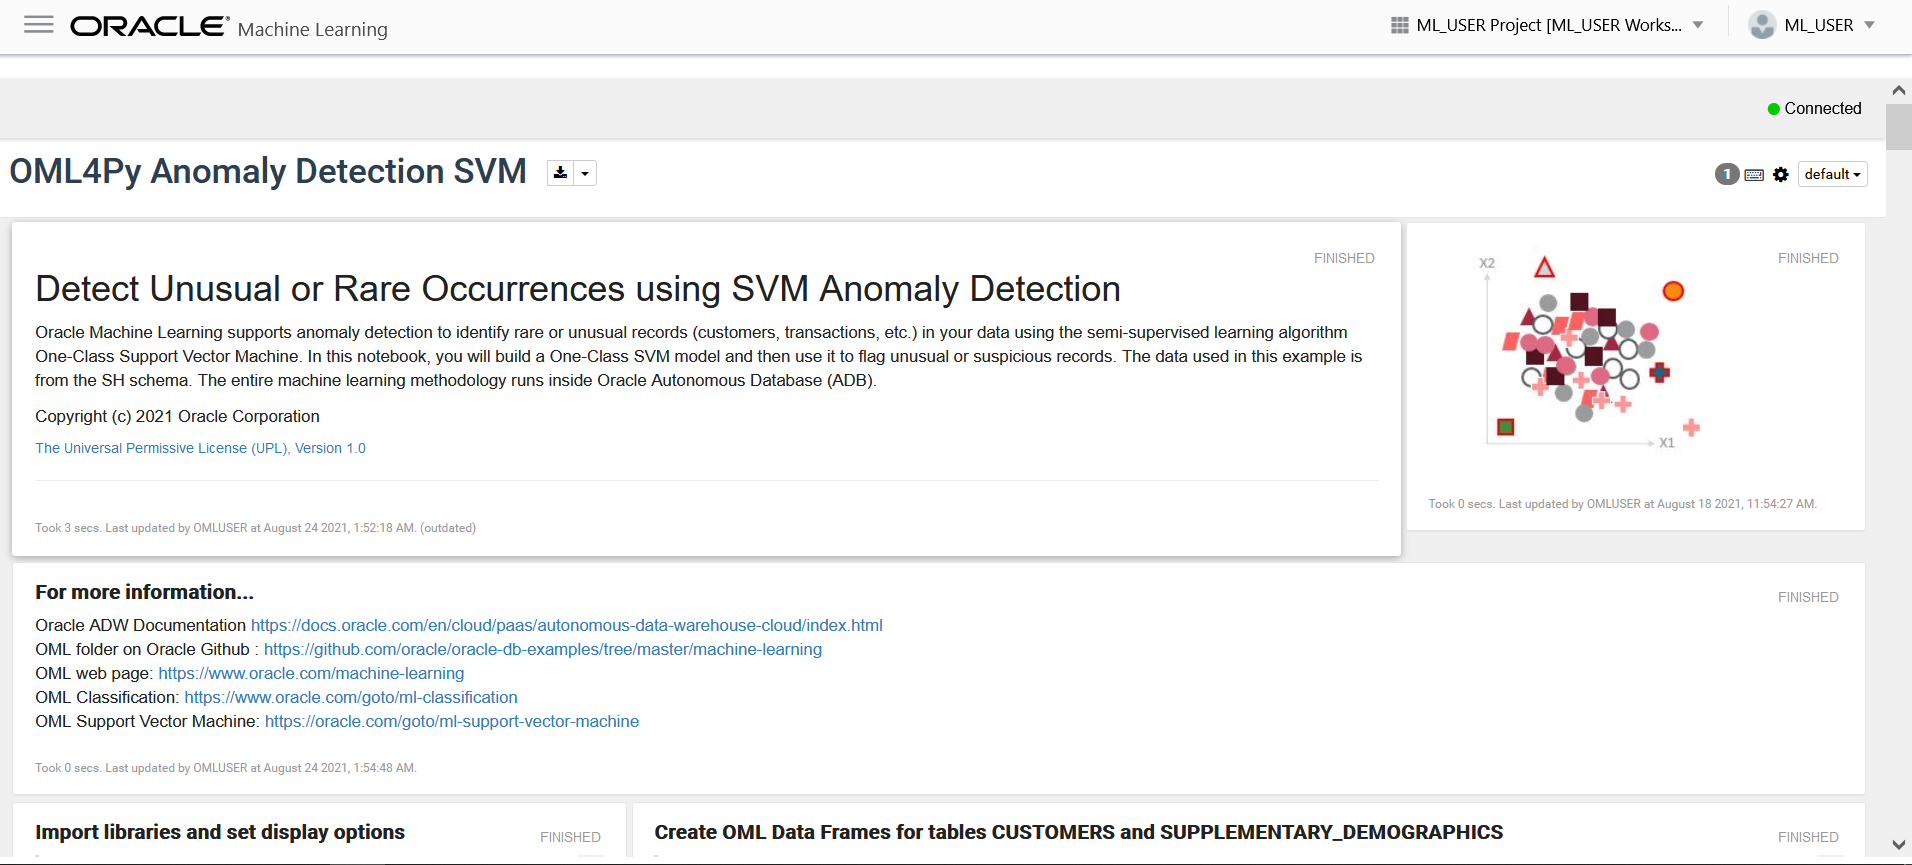 ORACLE® Machine Learning
ML_USER Project [ML_USER Works...
ML_USER
Connected
OML4Py Anomaly Detection SVM
1
default
FINISHED
Detect Unusual or Rare Occurrences using SVM Anomaly Detection
Oracle Machine Learning supports anomaly detection to identify rare or unusual records (customers, transactions, etc.) in your data using the semi-supervised learning algorithm
One-Class Support Vector Machine. In this notebook, you will build a One-Class SVM model and then use it to flag unusual or suspicious records. The data used in this example is
from the SH schema. The entire machine learning methodology runs inside Oracle Autonomous Database (ADB).
Copyright (c) 2021 Oracle Corporation
The Universal Permissive License (UPL), Version 1.0
Took 3 secs. Last updated by OMLUSER at August 24 2021, 1:52:18 AM. (outdated)
FINISHED
X2
X1
Took 0 secs. Last updated by OMLUSER at August 18 2021, 11:54:27 AM.
For more information...
FINISHED
Oracle ADW Documentation https://docs.oracle.com/en/cloud/paas/autonomous-data-warehouse-cloud/index.html
OML folder on Oracle Github : https://github.com/oracle/oracle-db-examples/tree/master/machine-learning
OML web page: https://www.oracle.com/machine-learning
OML Classification: https://www.oracle.com/goto/ml-classification
OML Support Vector Machine: https://oracle.com/goto/ml-support-vector-machine
Took 0 secs. Last updated by OMLUSER at August 24 2021, 1:54:48 AM.
Import libraries and set display options
FINISHED
Create OML Data Frames for tables CUSTOMERS and SUPPLEMENTARY_DEMOGRAPHICS
FINISHED